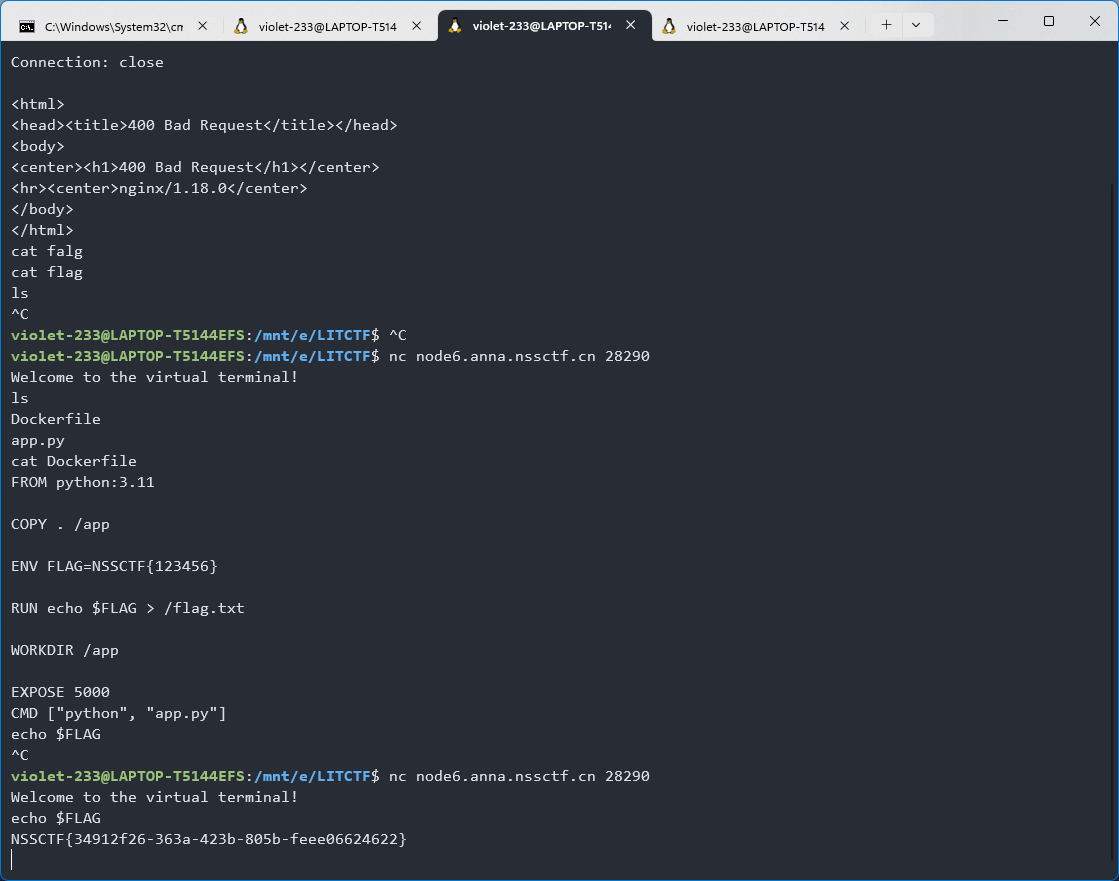 C:\Windows\System32\cm
violet-233@LAPTOP-T514
violet-233@LAPTOP-T514
violet-233@LAPTOP-T514
Connection: close
<html>
<head><title>400 Bad Request</title></head>
<body>
<center><h1>400 Bad Request</h1></center>
<hr><center>nginx/1.18.0</center>
</body>
</html>
cat falg
cat flag
ls
^C
violet-233@LAPTOP-T5144EFS:/mnt/e/LITCTF$ ^C
violet-233@LAPTOP-T5144EFS:/mnt/e/LITCTF$ nc node6.anna.nssctf.cn 28290
Welcome to the virtual terminal!
ls
Dockerfile
app.py
cat Dockerfile
FROM python:3.11
COPY . /app
ENV FLAG=NSSCTF{123456}
RUN echo $FLAG > /flag.txt
WORKDIR /app
EXPOSE 5000
CMD ["python", "app.py"]
echo $FLAG
^C
violet-233@LAPTOP-T5144EFS:/mnt/e/LITCTF$ nc node6.anna.nssctf.cn 28290
Welcome to the virtual terminal!
echo $FLAG
NSSCTF{34912f26-363a-423b-805b-feee06624622}